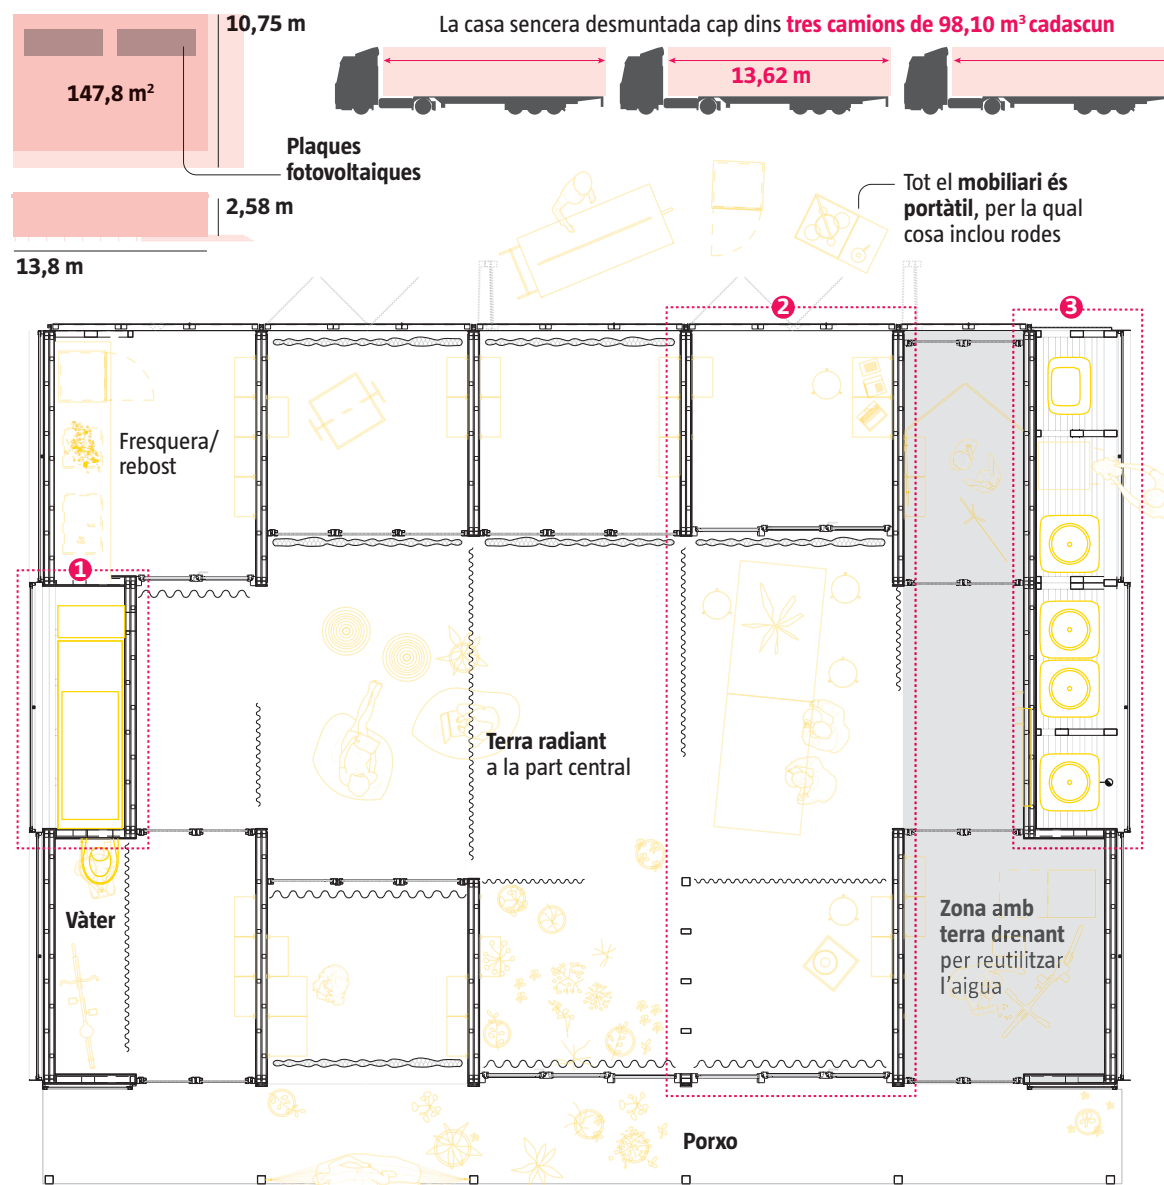 10,75 m
147,8 m²
Plaques
fotovoltaiques
2,58 m
13,8 m
La casa sencera desmuntada cap dins tres camions de 98,10 m³ cadascun
13,62 m
Tot el mobiliari és
portàtil, per la qual
cosa inclou rodes
2
3
Fresquera/
rebost
1
Terra radiant
a la part central
Vàter
Zona amb
terra drenant
per reutilitzar
l’aigua
Porxo